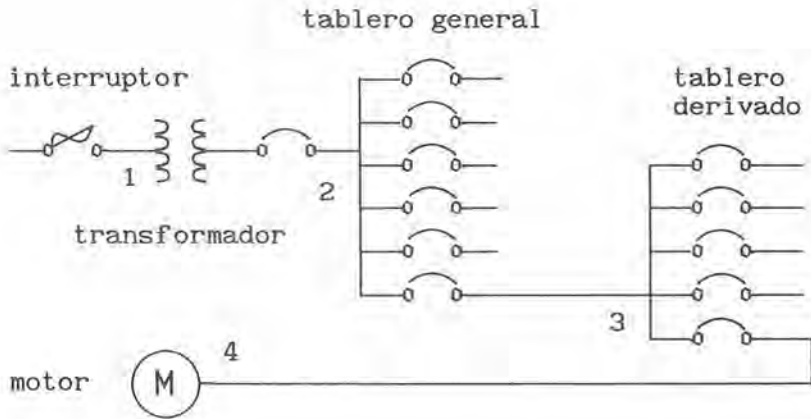 tablero general
interruptor
tablero
derivado
1
2
transformador
3
4
motor
M